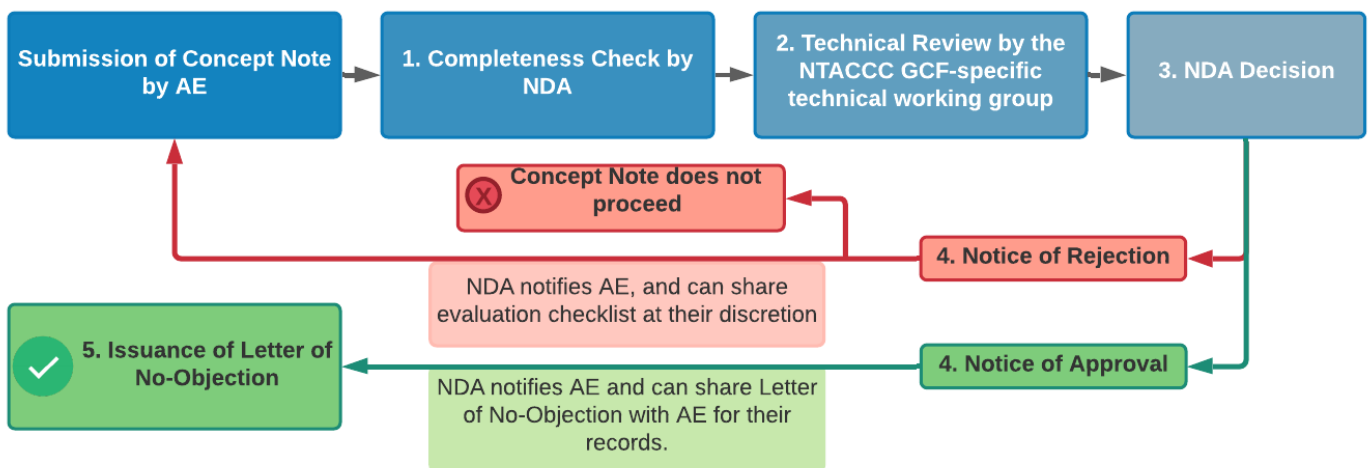 Submission of Concept Note
by AE
1. Completeness Check by
NDA
2. Technical Review by the
NTACCC GCF-specific
technical working group
3. NDA Decision
X
Concept Note does not
proceed
4. Notice of Rejection
NDA notifies AE, and can share
evaluation checklist at their discretion
5. Issuance of Letter of
No-Objection
4. Notice of Approval
NDA notifies AE and can share Letter
of No-Objection with AE for their
records.